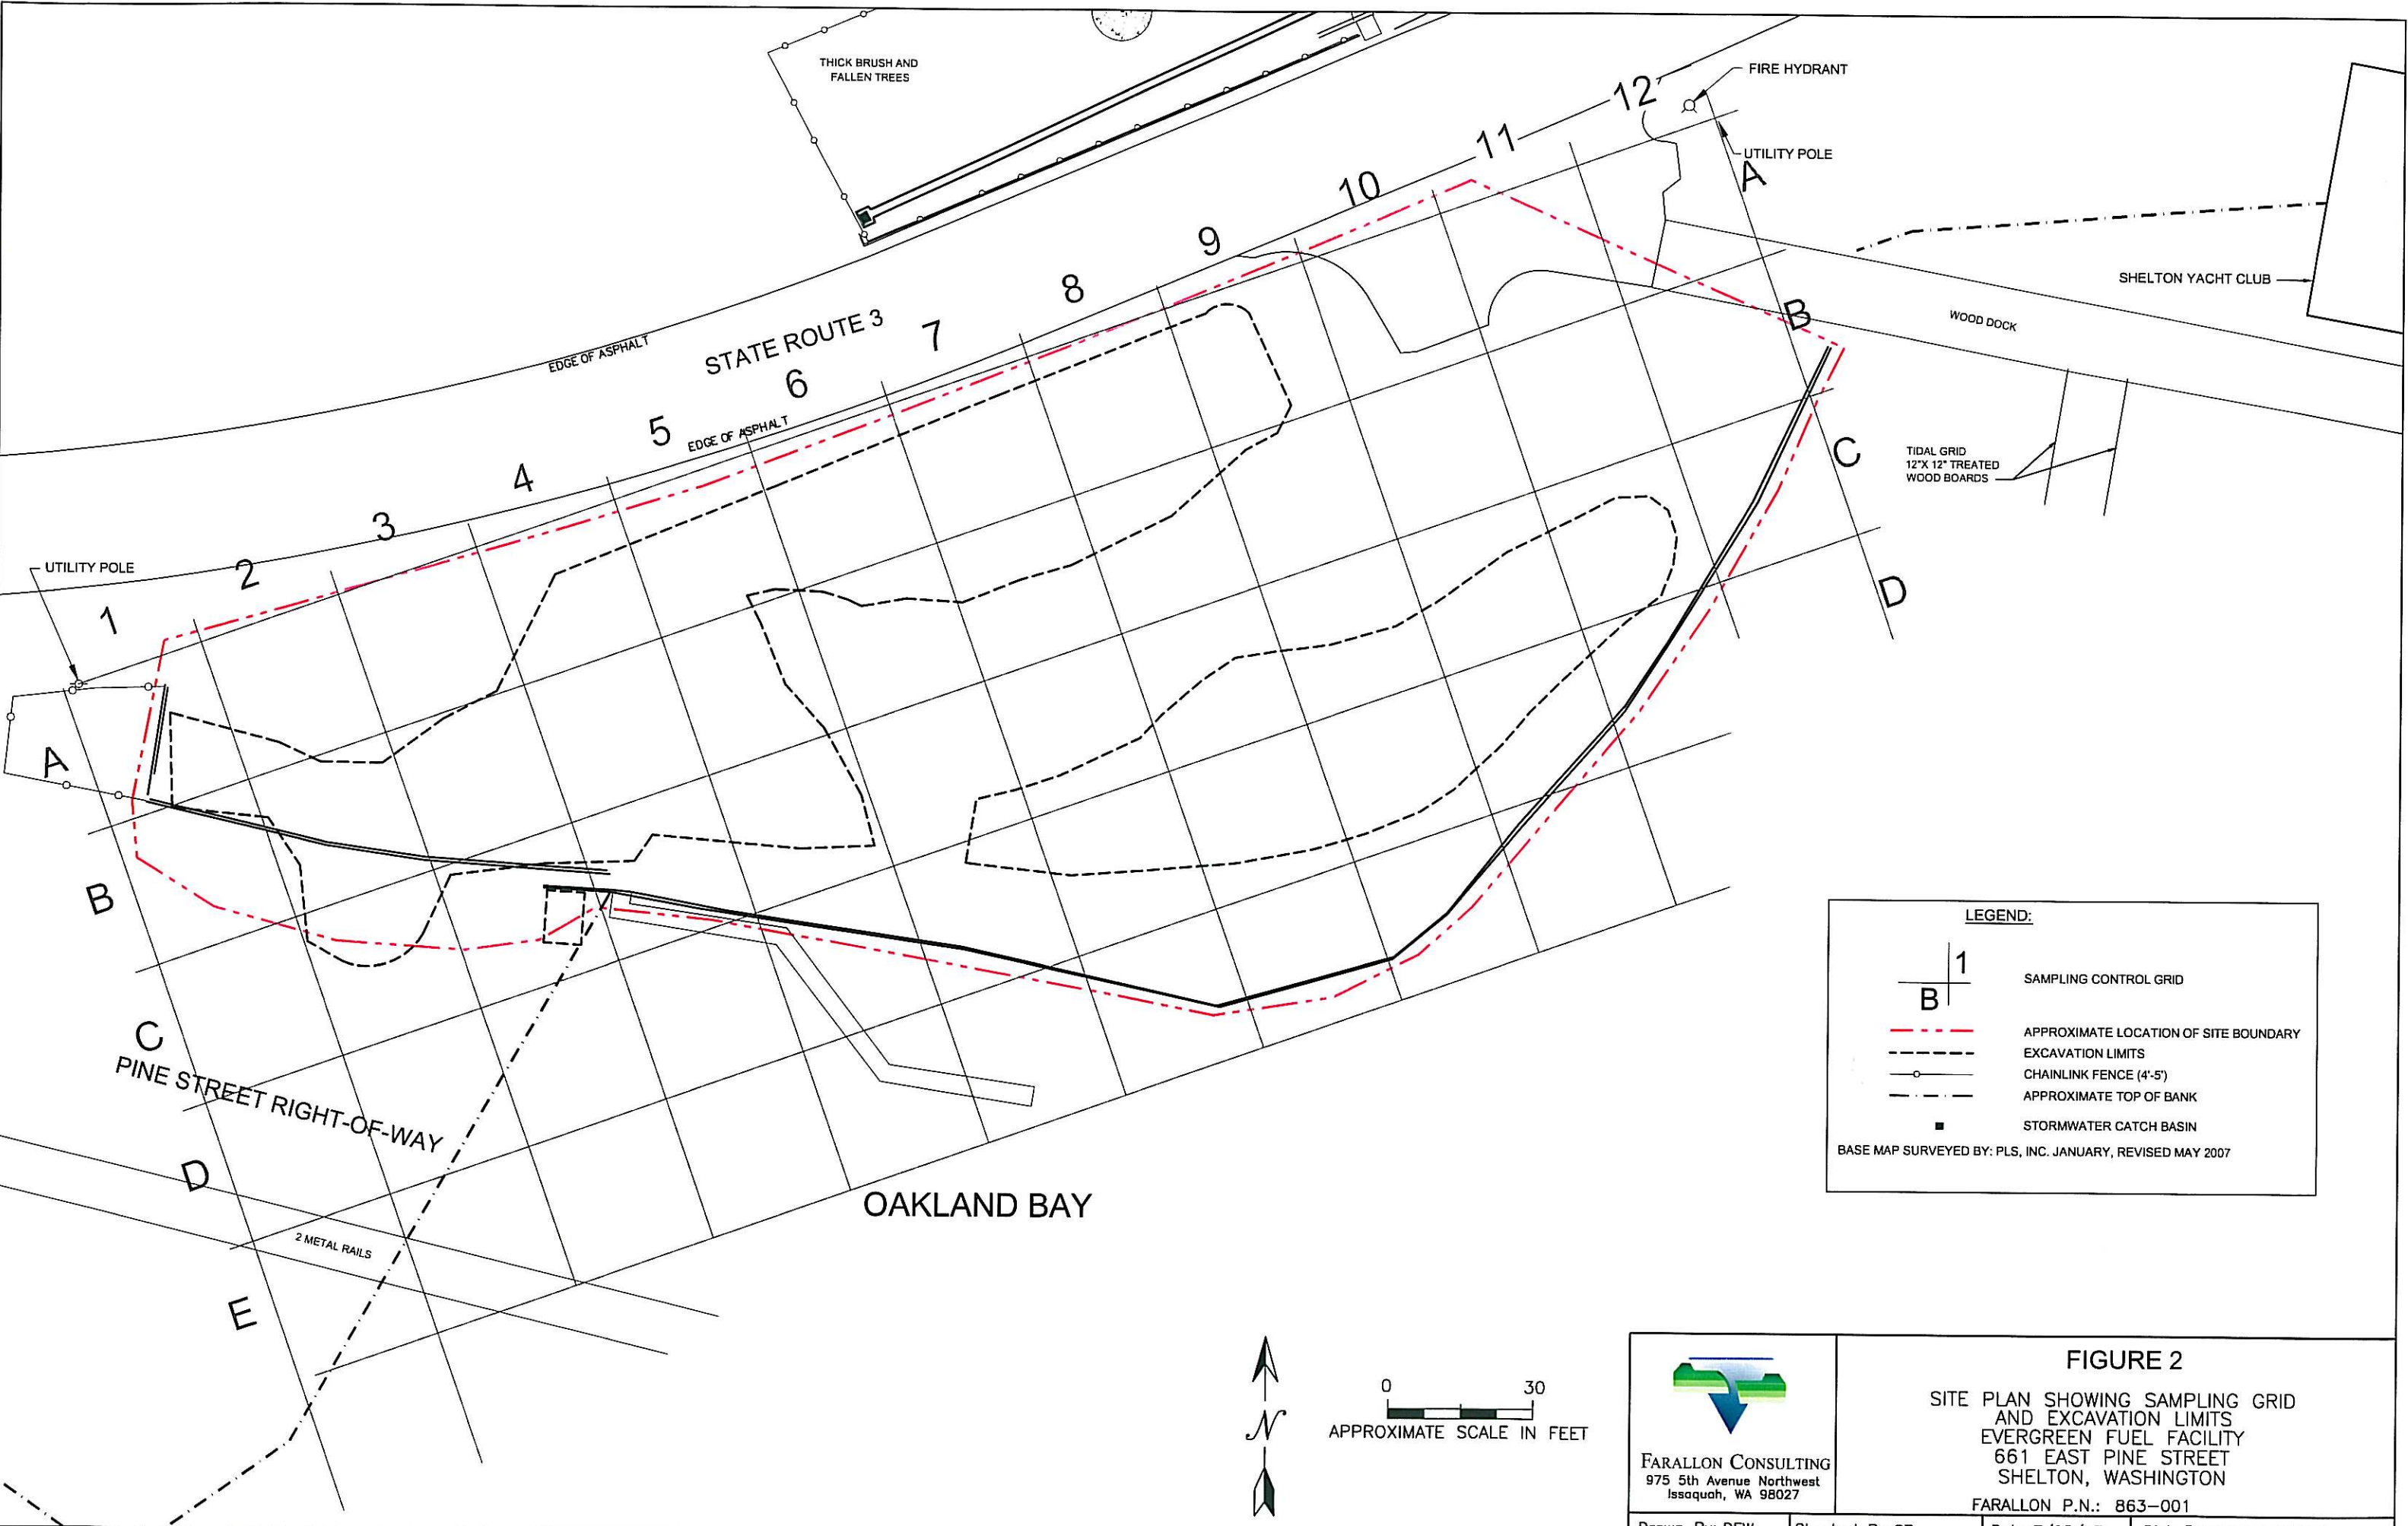 THICK BRUSH AND
FALLEN TREES
FIRE HYDRANT
UTILITY POLE
SHELTON YACHT CLUB
WOOD DOCK
TIDAL GRID
12"X 12" TREATED
WOOD BOARDS
EDGE OF ASPHALT
STATE ROUTE 3
EDGE OF ASPHALT
UTILITY POLE
1
2
3
4
5
6
7
8
9
10
11
12
A
B
C
D
A
B
C
PINE STREET RIGHT-OF-WAY
D
2 METAL RAILS
E
OAKLAND BAY
LEGEND:
1
B
SAMPLING CONTROL GRID
APPROXIMATE LOCATION OF SITE BOUNDARY
EXCAVATION LIMITS
CHAINLINK FENCE (4'-5')
APPROXIMATE TOP OF BANK
STORMWATER CATCH BASIN
BASE MAP SURVEYED BY: PLS, INC. JANUARY, REVISED MAY 2007
N
0 30
APPROXIMATE SCALE IN FEET
FARALLON CONSULTING
975 5th Avenue Northwest
Issaquah, WA 98027
FIGURE 2
SITE PLAN SHOWING SAMPLING GRID
AND EXCAVATION LIMITS
EVERGREEN FUEL FACILITY
661 EAST PINE STREET
SHELTON, WASHINGTON
FARALLON P.N.: 863-001